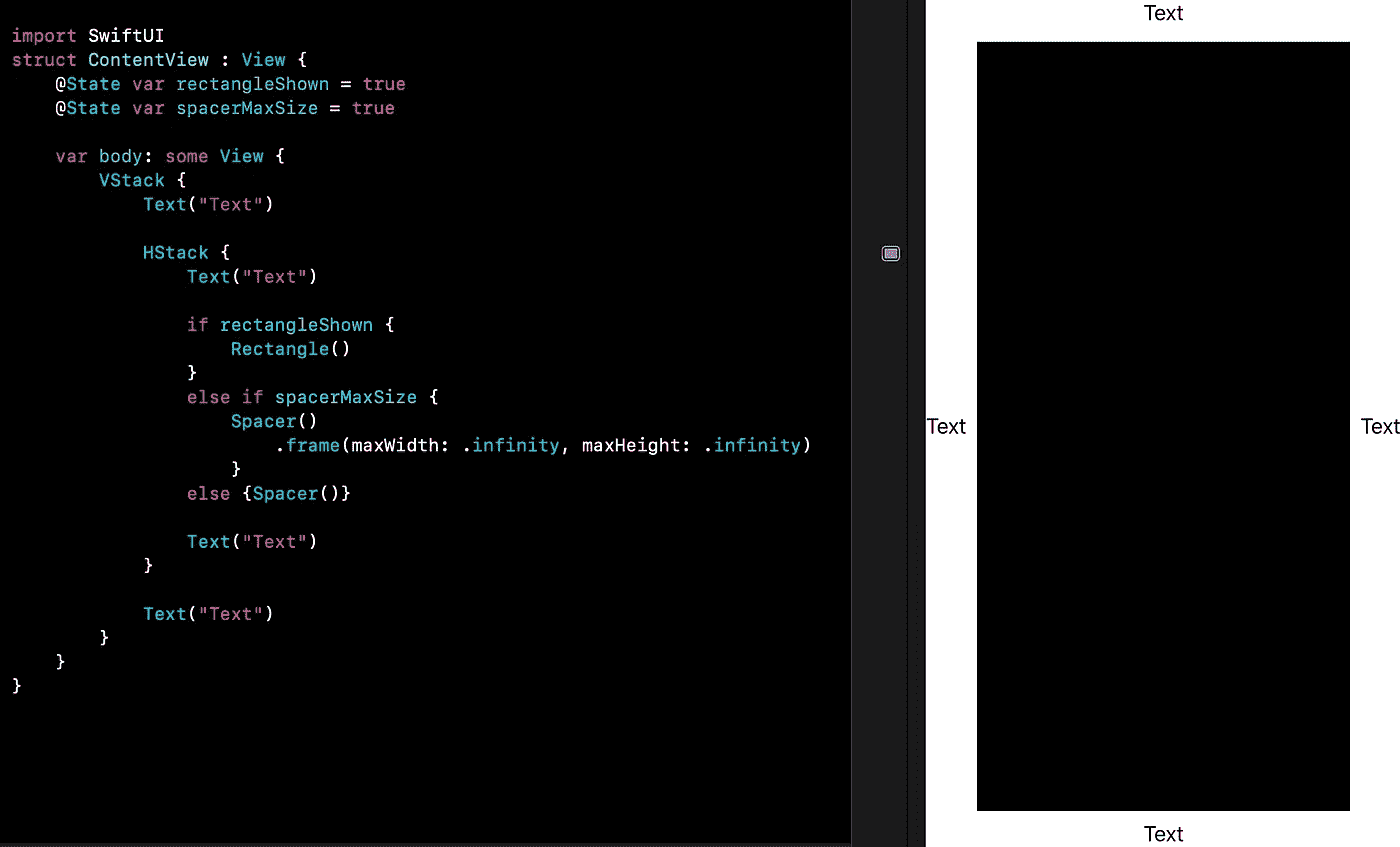 import SwiftUI
struct ContentView : View {
@State var rectangleShown = true
@State var spacerMaxSize = true
var body: some View {
VStack {
Text("Text")
HStack {
Text("Text")
if rectangleShown {
Rectangle()
}
else if spacerMaxSize {
Spacer()
.frame(maxWidth: .infinity, maxHeight: .infinity)
}
else {Spacer()}
Text("Text")
}
Text("Text")
}
}
}
Text
Text
Text
Text